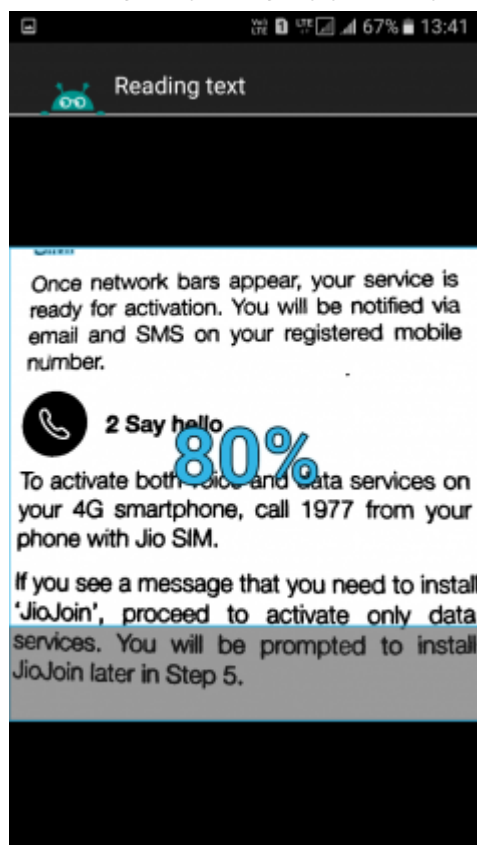 VoLTE 1 LTE 67% 13:41
Reading text
Once network bars appear, your service is
ready for activation. You will be notified via
email and SMS on your registered mobile
number.
2 Say hello
80%
To activate both voice and data services on
your 4G smartphone, call 1977 from your
phone with Jio SIM.
If you see a message that you need to install
'JioJoin', proceed to activate only data
services. You will be prompted to install
JioJoin later in Step 5.